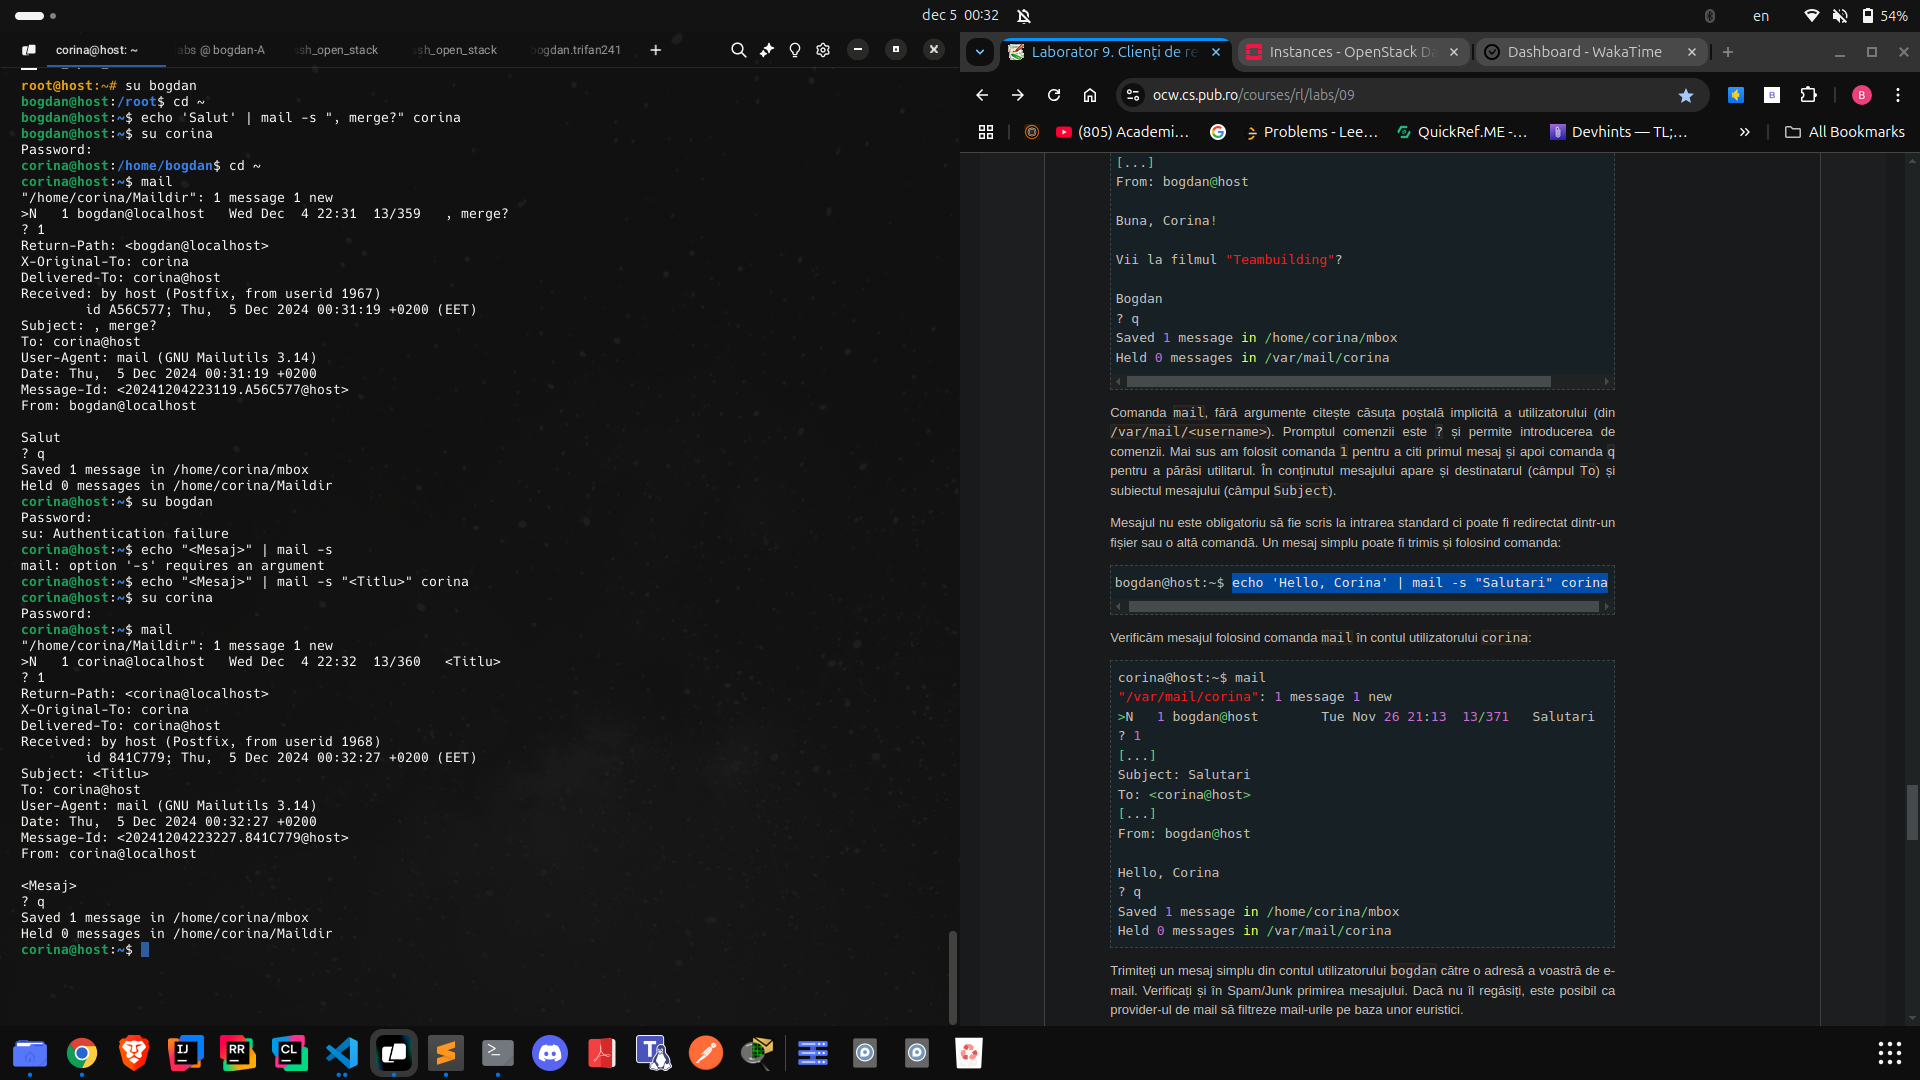 dec 5 00:32
en
54%
corina@host: ~
abs @ bogdan-A
ssh_open_stack
ssh_open_stack
bogdan.trifan241
root@host:~# su bogdan
bogdan@host:/root$ cd ~
bogdan@host:~$ echo 'Salut' | mail -s ", merge?" corina
bogdan@host:~$ su corina
Password:
corina@host:/home/bogdan$ cd ~
corina@host:~$ mail
"/home/corina/Maildir": 1 message 1 new
>N   1 bogdan@localhost   Wed Dec  4 22:31  13/359   , merge?
? 1
Return-Path: <bogdan@localhost>
X-Original-To: corina
Delivered-To: corina@host
Received: by host (Postfix, from userid 1967)
        id A56C577; Thu,  5 Dec 2024 00:31:19 +0200 (EET)
Subject: , merge?
To: corina@host
User-Agent: mail (GNU Mailutils 3.14)
Date: Thu,  5 Dec 2024 00:31:19 +0200
Message-Id: <20241204223119.A56C577@host>
From: bogdan@localhost

Salut
? q
Saved 1 message in /home/corina/mbox
Held 0 messages in /home/corina/Maildir
corina@host:~$ su bogdan
Password:
su: Authentication failure
corina@host:~$ echo "<Mesaj>" | mail -s
mail: option '-s' requires an argument
corina@host:~$ echo "<Mesaj>" | mail -s "<Titlu>" corina
corina@host:~$ su corina
Password:
corina@host:~$ mail
"/home/corina/Maildir": 1 message 1 new
>N   1 corina@localhost   Wed Dec  4 22:32  13/360   <Titlu>
? 1
Return-Path: <corina@localhost>
X-Original-To: corina
Delivered-To: corina@host
Received: by host (Postfix, from userid 1968)
        id 841C779; Thu,  5 Dec 2024 00:32:27 +0200 (EET)
Subject: <Titlu>
To: corina@host
User-Agent: mail (GNU Mailutils 3.14)
Date: Thu,  5 Dec 2024 00:32:27 +0200
Message-Id: <20241204223227.841C779@host>
From: corina@localhost

<Mesaj>
? q
Saved 1 message in /home/corina/mbox
Held 0 messages in /home/corina/Maildir
corina@host:~$
Laborator 9. Clienți de re
Instances - OpenStack Da
Dashboard - WakaTime
ocw.cs.pub.ro/courses/rl/labs/09
B
B
(805) Academi...
Problems - Lee...
QuickRef.ME -...
Devhints — TL;...
»
All Bookmarks
[...]
From: bogdan@host

Buna, Corina!

Vii la filmul "Teambuilding"?

Bogdan
? q
Saved 1 message in /home/corina/mbox
Held 0 messages in /var/mail/corina
Comanda mail, fără argumente citește căsuța poștală implicită a utilizatorului (din
/var/mail/<username>). Promptul comenzii este ? și permite introducerea de
comenzii. Mai sus am folosit comanda 1 pentru a citi primul mesaj și apoi comanda q
pentru a părăsi utilitarul. În conținutul mesajului apare și destinatarul (câmpul To) și
subiectul mesajului (câmpul Subject).
Mesajul nu este obligatoriu să fie scris la intrarea standard ci poate fi redirectat dintr-un
fișier sau o altă comandă. Un mesaj simplu poate fi trimis și folosind comanda:
bogdan@host:~$ echo 'Hello, Corina' | mail -s "Salutari" corina
Verificăm mesajul folosind comanda mail în contul utilizatorului corina:
corina@host:~$ mail
"/var/mail/corina": 1 message 1 new
>N   1 bogdan@host        Tue Nov 26 21:13  13/371   Salutari
? 1
[...]
Subject: Salutari
To: <corina@host>
[...]
From: bogdan@host

Hello, Corina
? q
Saved 1 message in /home/corina/mbox
Held 0 messages in /var/mail/corina
Trimiteți un mesaj simplu din contul utilizatorului bogdan către o adresă a voastră de e-
mail. Verificați și în Spam/Junk primirea mesajului. Dacă nu îl regăsiți, este posibil ca
provider-ul de mail să filtreze mail-urile pe baza unor euristici.
IJ
RR
CL
T